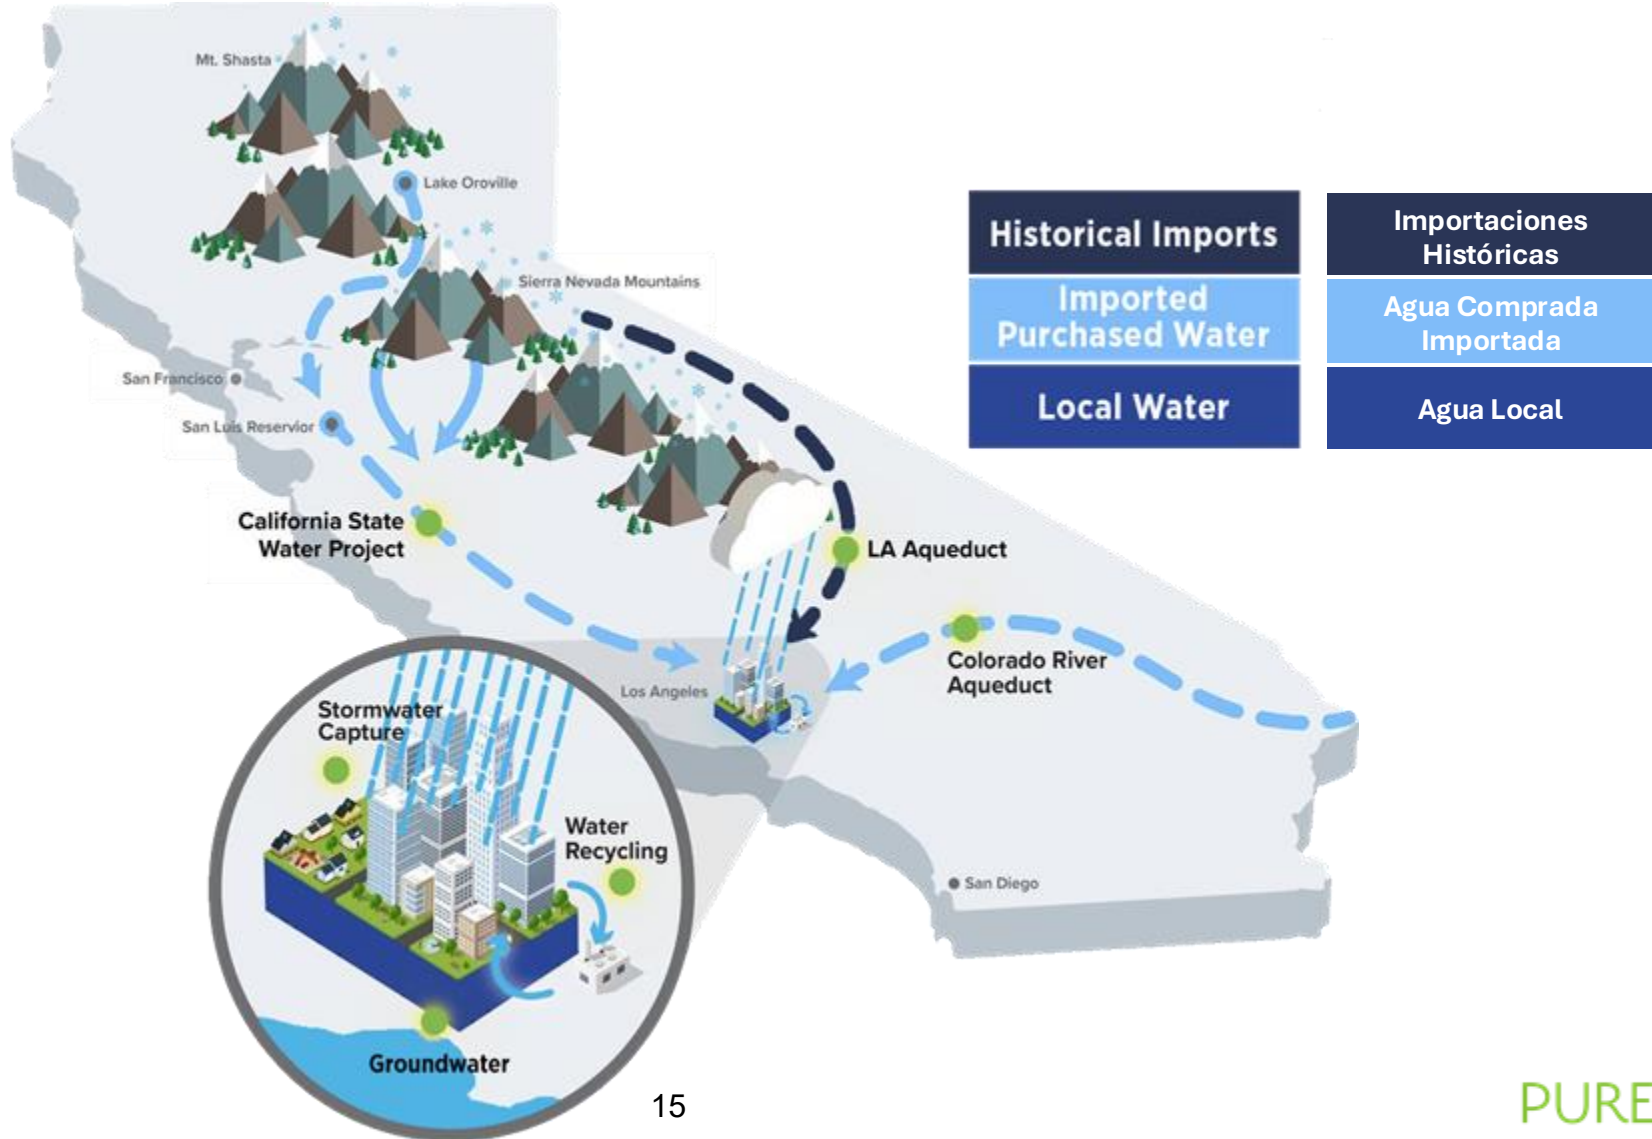 Mt. Shasta
Lake Oroville
Sierra Nevada Mountains
San Francisco
San Luis Reservior
California State
Water Project
LA Aqueduct
Colorado River
Aqueduct
Los Angeles
San Diego
Stormwater
Capture
Water
Recycling
Groundwater
Historical Imports
Imported
Purchased Water
Local Water
Importaciones
Históricas
Agua Comprada
Importada
Agua Local
15
PURE